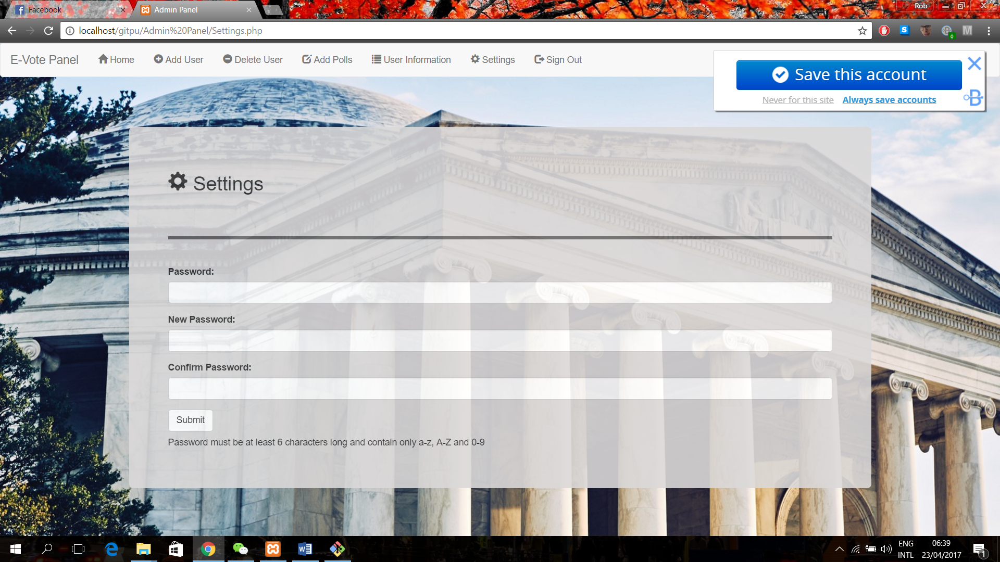 Facebook
Admin Panel
Rob
localhost/gitpu/Admin%20Panel/Settings.php
S
M
0
E-Vote Panel
Home
Add User
Delete User
Add Polls
User Information
Settings
Sign Out
Save this account
Never for this site
Always save accounts
Settings
Password:
New Password:
Confirm Password:
Submit
Password must be at least 6 characters long and contain only a-z, A-Z and 0-9
ENG
INTL
06:39
23/04/2017
1